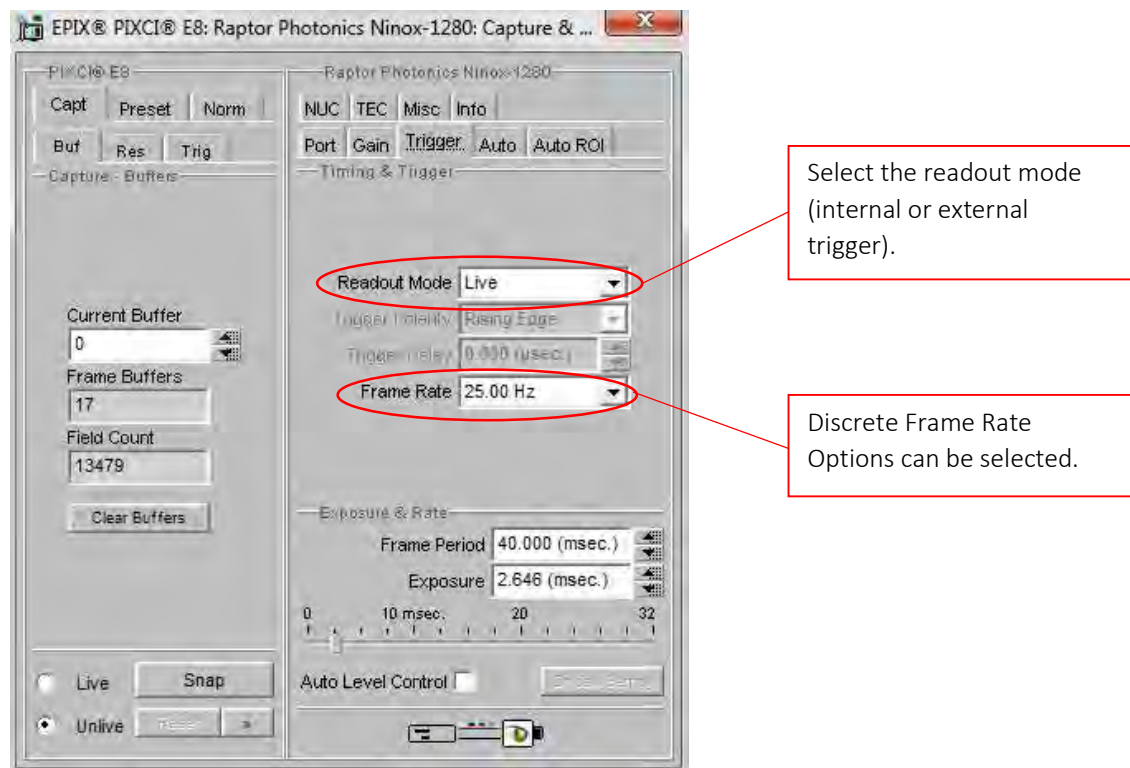 EPIX® PIXCI® E8: Raptor Photonics Ninox-1280: Capture & ...
PIXCI® E8
Capt Preset Norm
Buf Res Trig
Capture - Buffers
Current Buffer
0
Frame Buffers
17
Field Count
13479
Clear Buffers
Live Snap
Unlive Reset »
Raptor Photonics Ninox-1280
NUC TEC Misc Info
Port Gain Trigger Auto Auto ROI
Timing & Trigger
Readout Mode Live
Trigger Polarity Rising Edge
Trigger Delay 0.000 (usec.)
Frame Rate 25.00 Hz
Exposure & Rate
Frame Period 40.000 (msec.)
Exposure 2.646 (msec.)
0 10 msec. 20 32
Auto Level Control
Select the readout mode
(internal or external
trigger).
Discrete Frame Rate
Options can be selected.